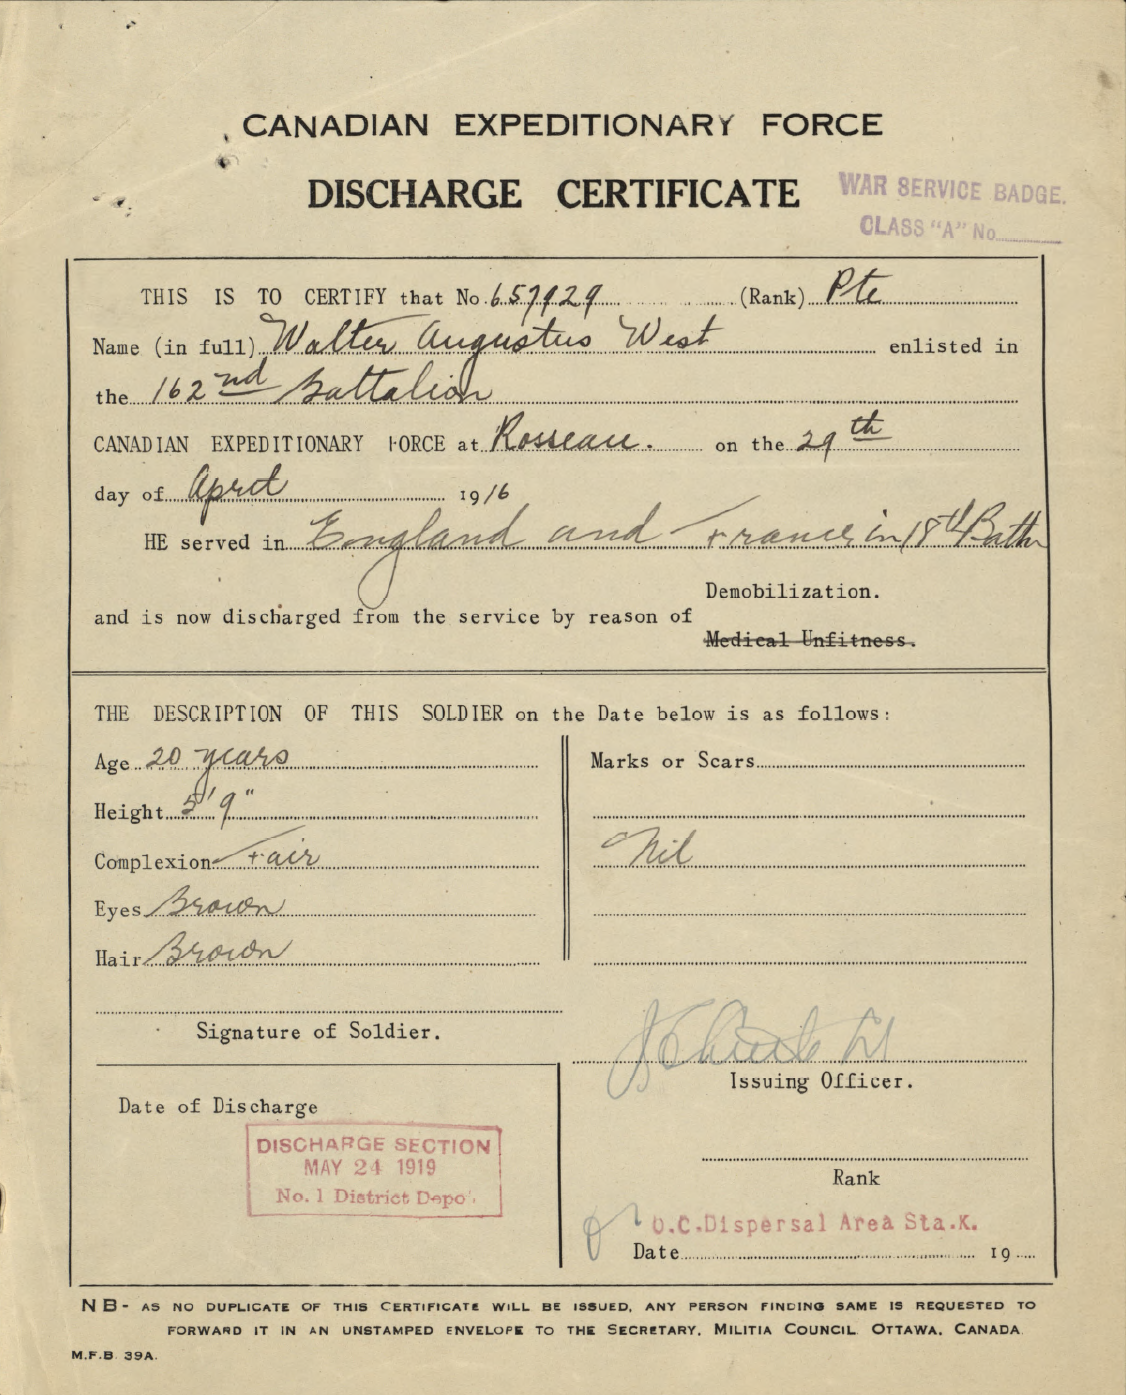 CANADIAN EXPEDITIONARY FORCE
DISCHARGE CERTIFICATE
WAR SERVICE BADGE.
CLASS "A" No
THIS IS TO CERTIFY that No. 657929 (Rank) Pte
Name (in full) Walter Augustus West enlisted in
the 162nd Battalion
CANADIAN EXPEDITIONARY FORCE at Rosseau. on the 29th
day of April 1916
HE served in England and France in 18th Battn
Demobilization.
and is now discharged from the service by reason of
Medical Unfitness.
THE DESCRIPTION OF THIS SOLDIER on the Date below is as follows:
Age 20 years
Marks or Scars
Height 5' 9"
Complexion Fair
Nil
Eyes Brown
Hair Brown
Signature of Soldier.
Issuing Officer.
Date of Discharge
DISCHARGE SECTION
MAY 24 1919
No. 1 District Depo
Rank
O.C. Dispersal Area Sta.K.
Date 19
NB- AS NO DUPLICATE OF THIS CERTIFICATE WILL BE ISSUED, ANY PERSON FINDING SAME IS REQUESTED TO
FORWARD IT IN AN UNSTAMPED ENVELOPE TO THE SECRETARY, MILITIA COUNCIL OTTAWA, CANADA.
M.F.B. 39A.